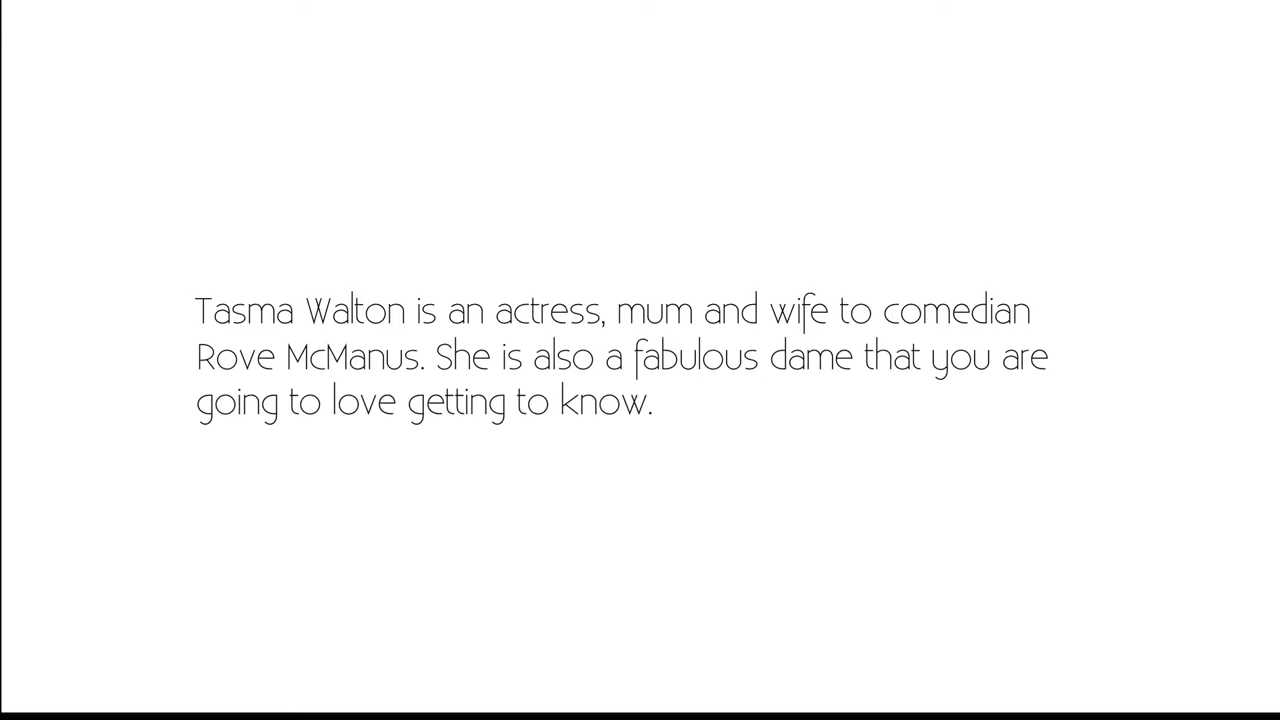 Tasma Walton is an actress, mum and wife to comedian
Rove McManus. She is also a fabulous dame that you are
going to love getting to know.